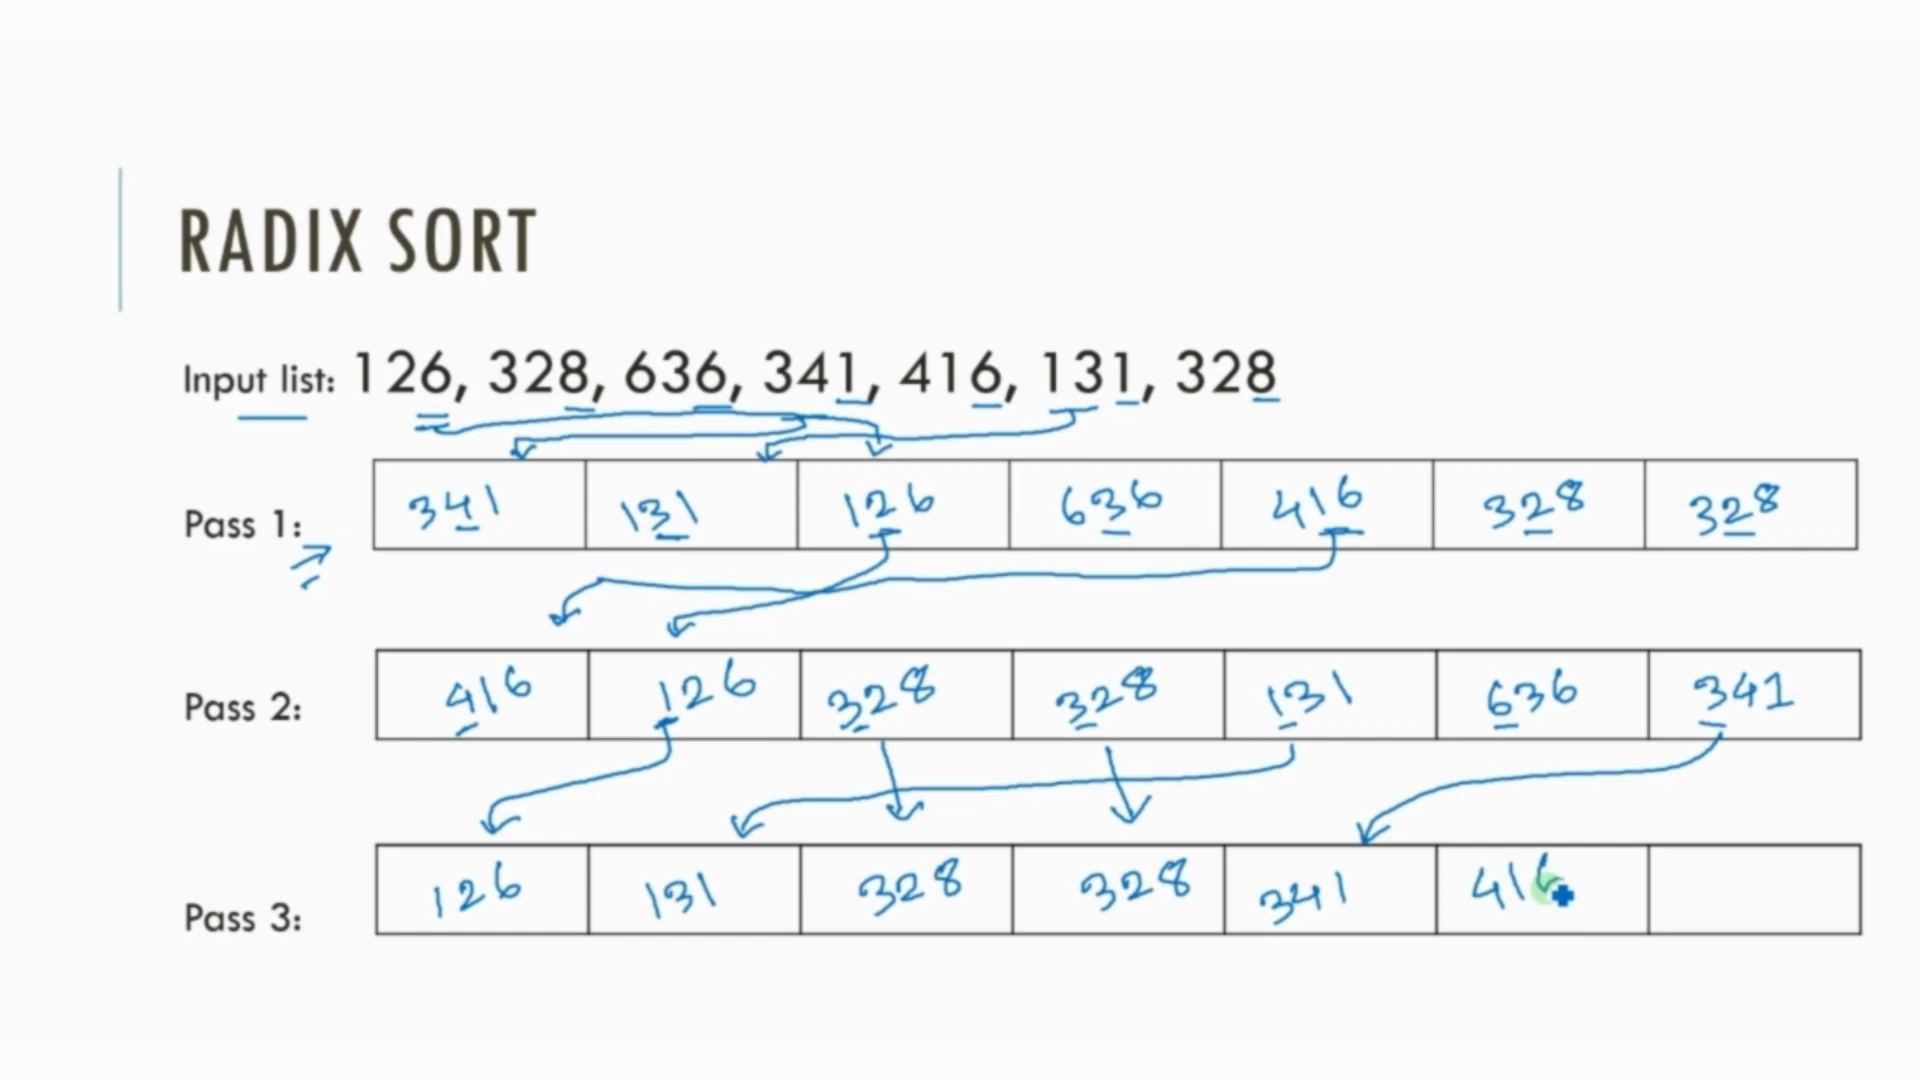 RADIX SORT
Input list: 126, 328, 636, 341, 416, 131, 328
Pass 1: 341 131 126 636 416 328 328
Pass 2: 416 126 328 328 131 636 341
Pass 3: 126 131 328 328 341 416